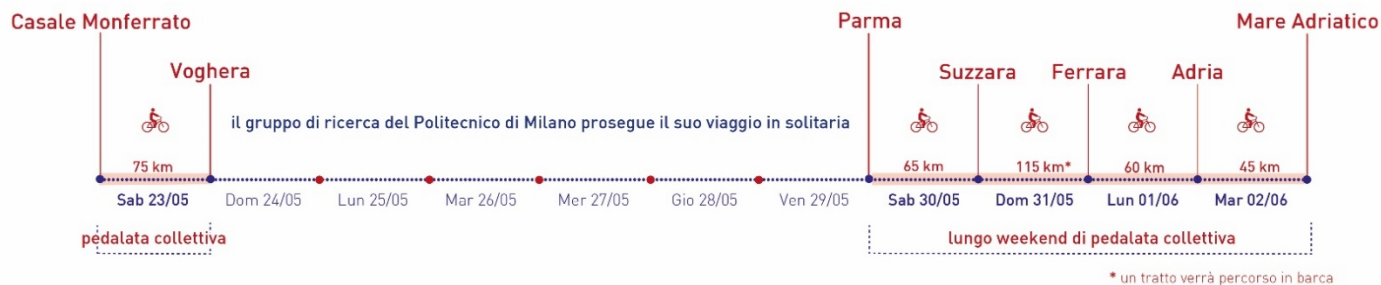 Casale Monferrato
Parma
Mare Adriatico
Voghera
Suzzara
Ferrara
Adria
il gruppo di ricerca del Politecnico di Milano prosegue il suo viaggio in solitaria
75 km
65 km
115 km*
60 km
45 km
Sab 23/05
Dom 24/05
Lun 25/05
Mar 26/05
Mer 27/05
Gio 28/05
Ven 29/05
Sab 30/05
Dom 31/05
Lun 01/06
Mar 02/06
pedalata collettiva
lungo weekend di pedalata collettiva
* un tratto verrà percorso in barca